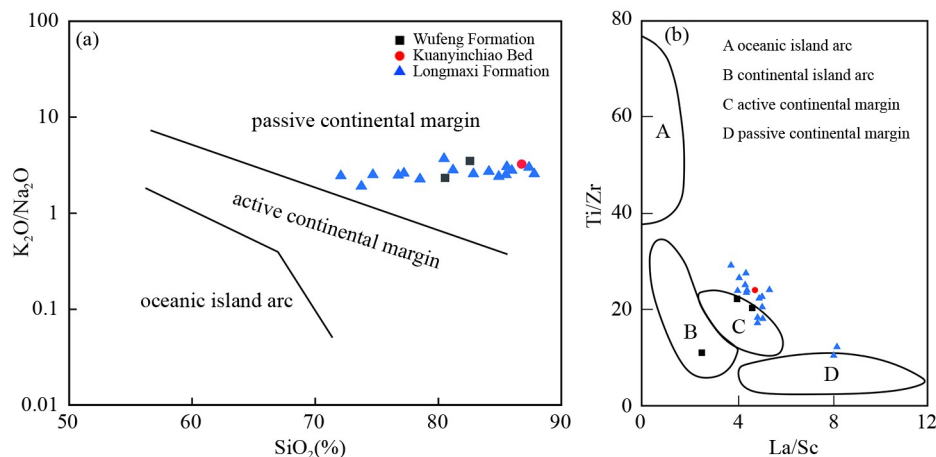 (a)
Wufeng Formation
Kuanyinchiao Bed
Longmaxi Formation
passive continental margin
active continental margin
oceanic island arc
100
10
1
0.1
0.01
K₂O/Na₂O
50
60
70
80
90
SiO₂(%)
(b)
A oceanic island arc
B continental island arc
C active continental margin
D passive continental margin
A
B
C
D
80
60
40
20
0
Ti/Zr
0
4
8
12
La/Sc